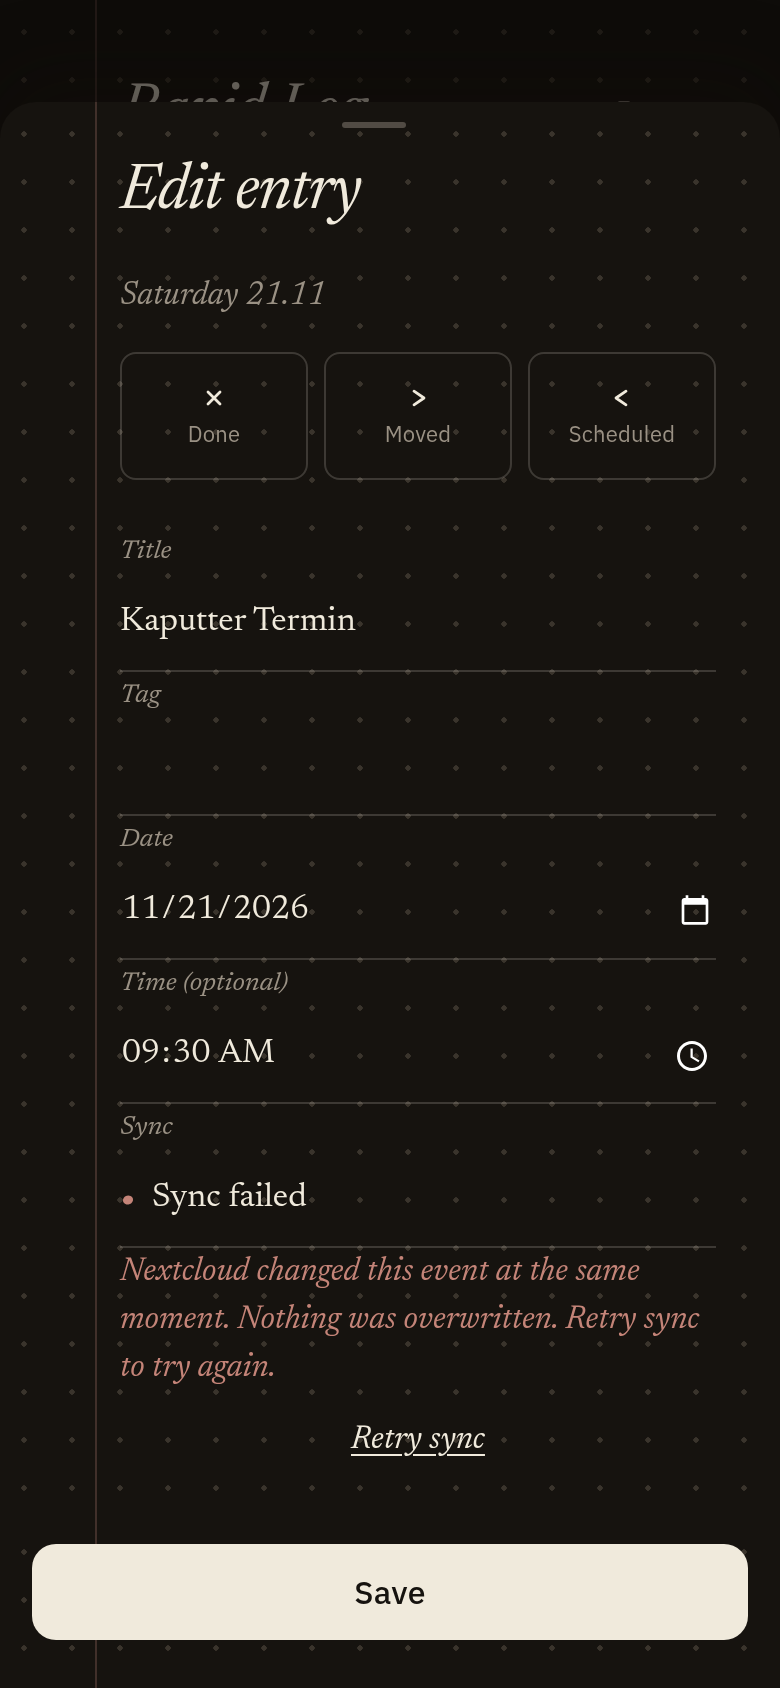 Rapid Log
Edit entry
Saturday 21.11
Done
Moved
Scheduled
Title
Kaputter Termin
Tag
Date
11/21/2026
Time (optional)
09:30 AM
Sync
Sync failed
Nextcloud changed this event at the same
moment. Nothing was overwritten. Retry sync
to try again.
Retry sync
Save